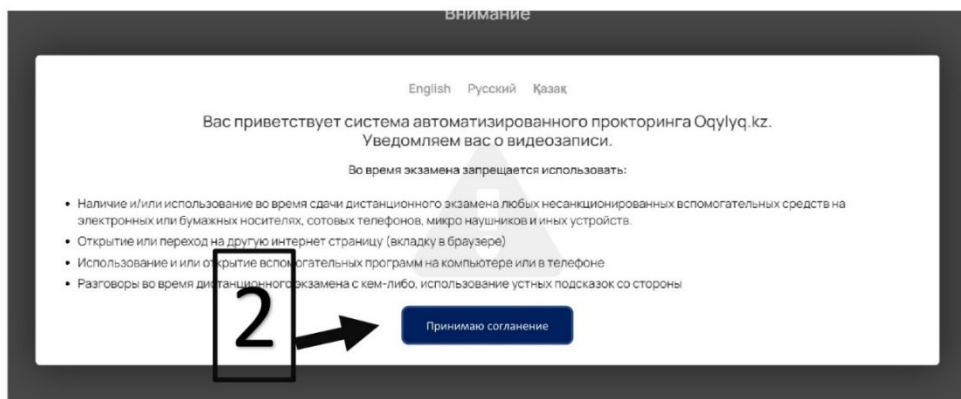 Внимание
English Русский Қазақ
Вас приветствует система автоматизированного прокторинга Oqylyq.kz.
Уведомляем вас о видеозаписи.
Во время экзамена запрещается использовать:
• Наличие и/или использование во время сдачи дистанционного экзамена любых несанкционированных вспомогательных средств на
электронных или бумажных носителях, сотовых телефонов, микро наушников и иных устройств.
• Открытие или переход на другую интернет страницу (вкладку в браузере)
• Использование и или открытие вспомогательных программ на компьютере или в телефоне
• Разговоры во время дистанционного экзамена с кем-либо, использование устных подсказок со стороны
2
Принимаю согланение